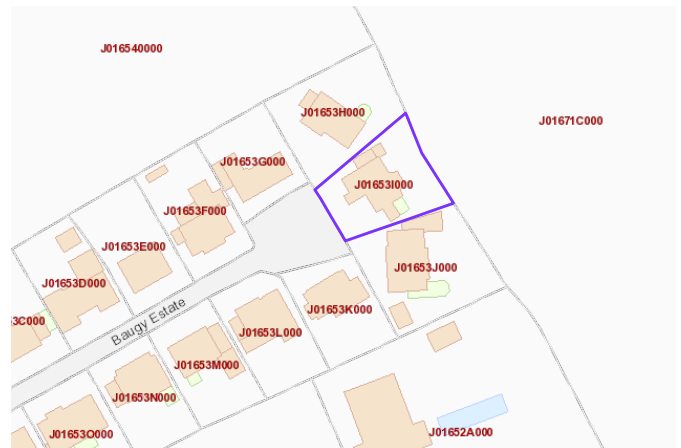 J016540000
J01653H000
J01671C000
J01653G000
J01653I000
J01653F000
J01653E000
J01653J000
J01653D000
Baugy Estate
J01653K000
3C000
J01653L000
J01653M000
J01653N000
J01653O000
J01652A000